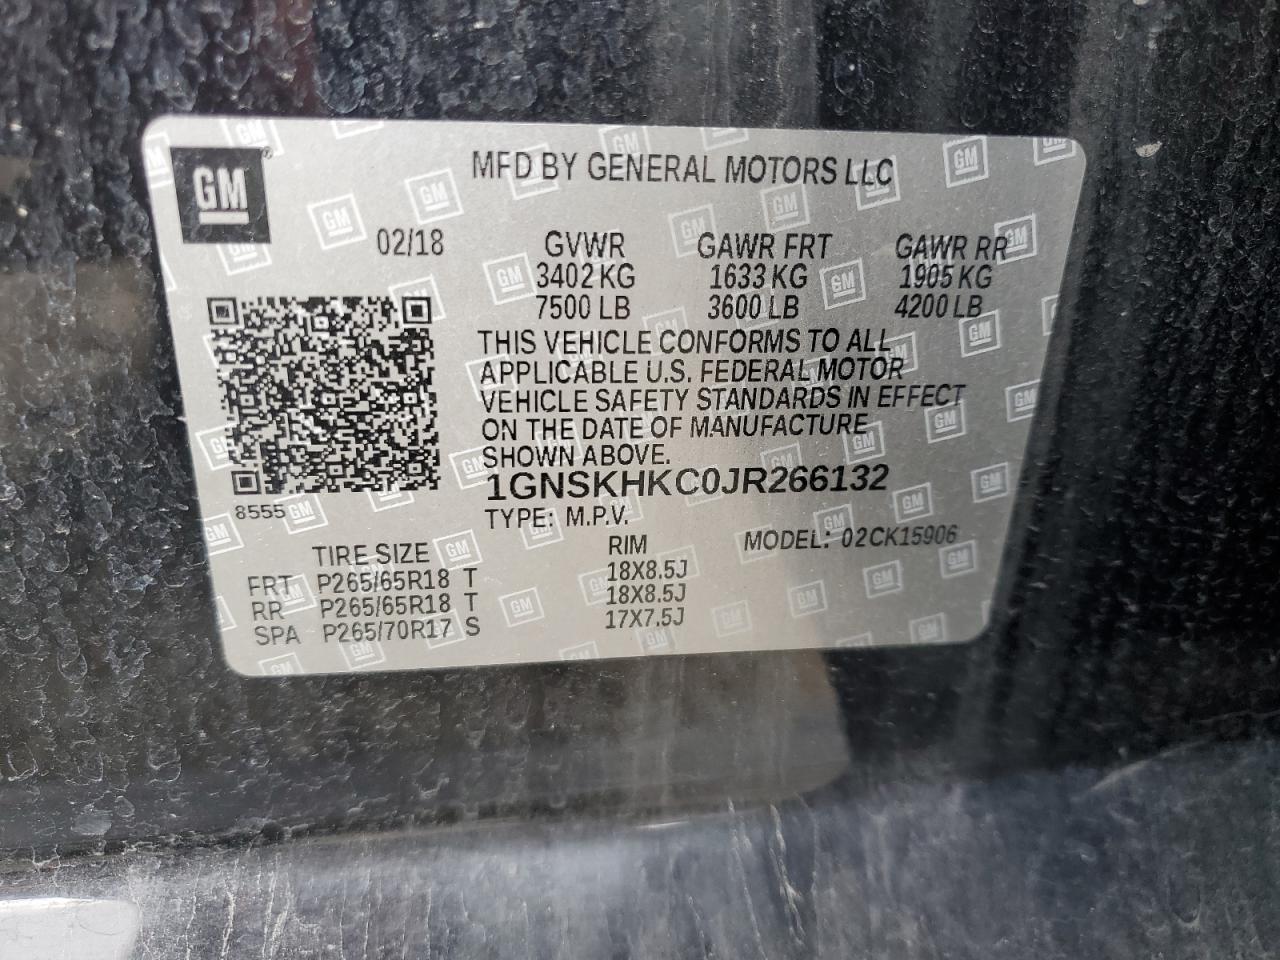 GM
MFD BY GENERAL MOTORS LLC
02/18
GVWR GAWR FRT GAWR RR
3402 KG 1633 KG 1905 KG
7500 LB 3600 LB 4200 LB
THIS VEHICLE CONFORMS TO ALL
APPLICABLE U.S. FEDERAL MOTOR
VEHICLE SAFETY STANDARDS IN EFFECT
ON THE DATE OF MANUFACTURE
SHOWN ABOVE.
1GNSKHKC0JR266132
8555
TYPE: M.P.V.
TIRE SIZE RIM MODEL: 02CK15906
FRT P265/65R18 T 18X8.5J
RR P265/65R18 T 18X8.5J
SPA P265/70R17 S 17X7.5J